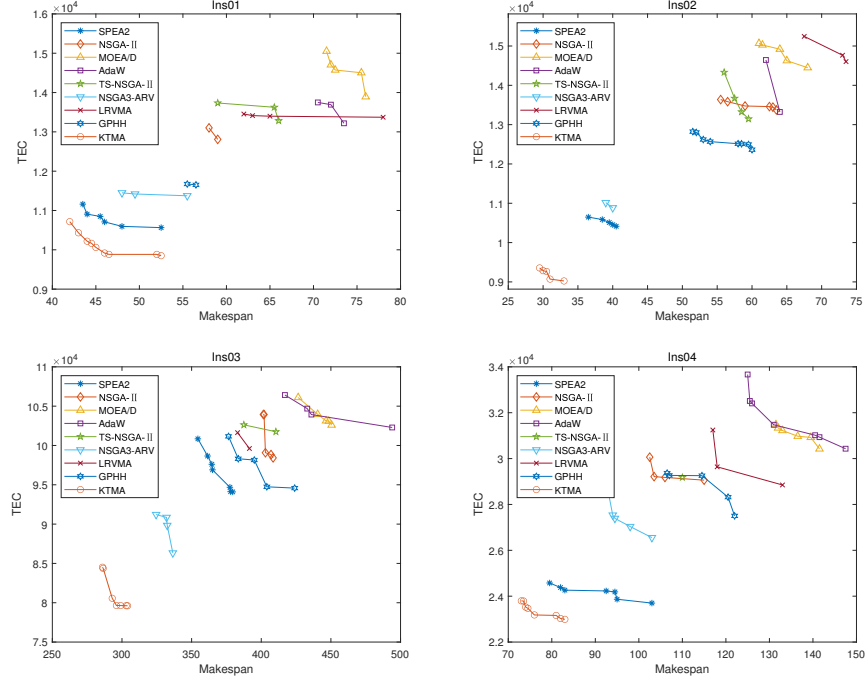 Ins01
×10⁴
1.6
1.5
1.4
1.3
1.2
1.1
1
0.9
TEC
SPEA2
NSGA-Ⅱ
MOEA/D
AdaW
TS-NSGA-Ⅱ
NSGA3-ARV
LRVMA
GPHH
KTMA
40 45 50 55 60 65 70 75 80
Makespan
Ins02
×10⁴
1.5
1.4
1.3
1.2
1.1
1
0.9
TEC
SPEA2
NSGA-Ⅱ
MOEA/D
AdaW
TS-NSGA-Ⅱ
NSGA3-ARV
LRVMA
GPHH
KTMA
25 30 35 40 45 50 55 60 65 70 75
Makespan
Ins03
×10⁴
11
10.5
10
9.5
9
8.5
8
7.5
TEC
SPEA2
NSGA-Ⅱ
MOEA/D
AdaW
TS-NSGA-Ⅱ
NSGA3-ARV
LRVMA
GPHH
KTMA
250 300 350 400 450 500
Makespan
Ins04
×10⁴
3.4
3.2
3
2.8
2.6
2.4
2.2
TEC
SPEA2
NSGA-Ⅱ
MOEA/D
AdaW
TS-NSGA-Ⅱ
NSGA3-ARV
LRVMA
GPHH
KTMA
70 80 90 100 110 120 130 140 150
Makespan